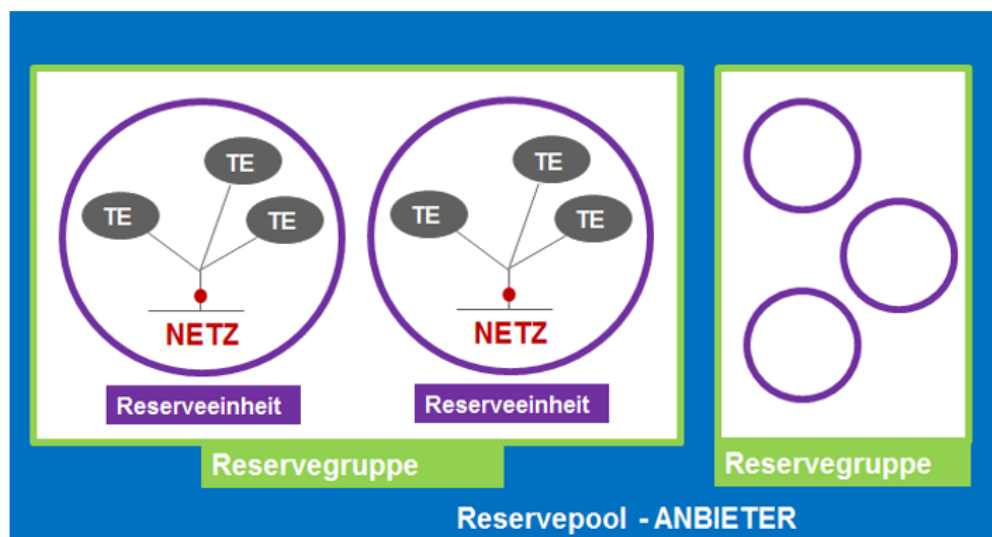 TE
TE
TE
NETZ
Reserveeinheit
TE
TE
TE
NETZ
Reserveeinheit
Reservegruppe
Reservegruppe
Reservepool - ANBIETER